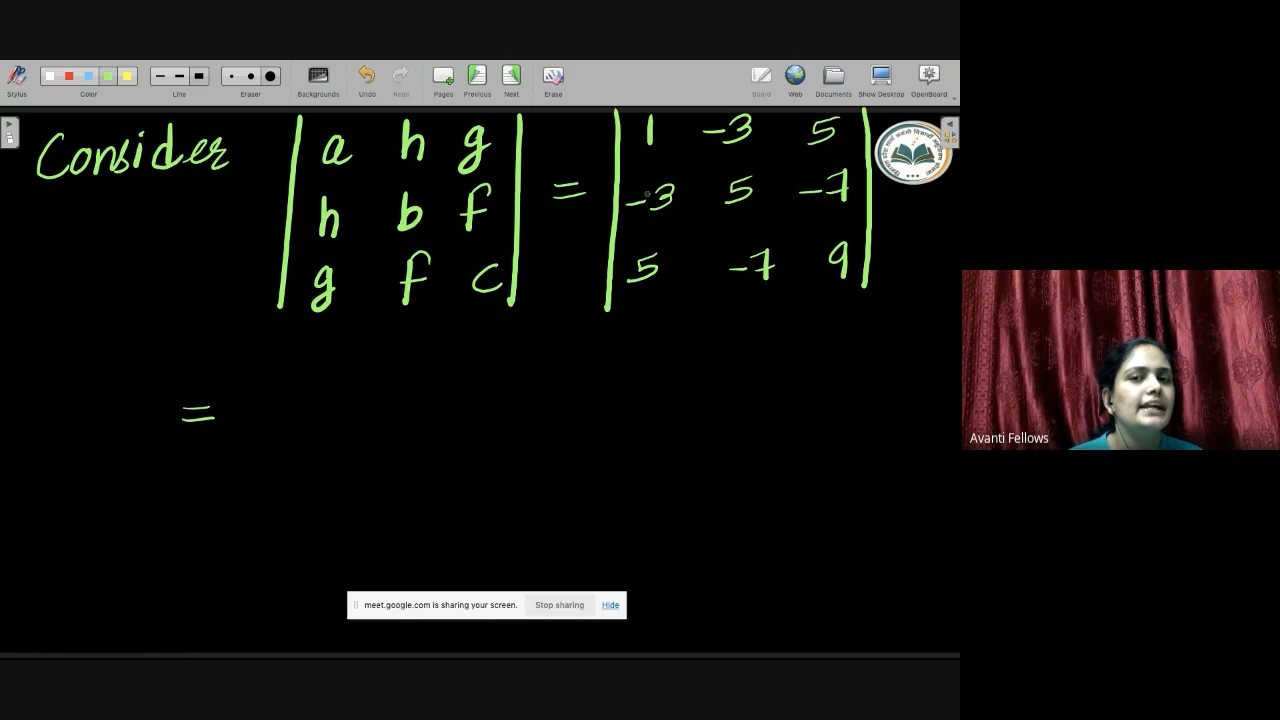 Stylus Color Line Eraser Backgrounds Undo Redo Pages Previous Next Erase Board Web Documents Show Desktop OpenBoard
Consider | a h g | = | 1 -3 5 |
| h b f | | -3 5 -7 |
| g f c | | 5 -7 9 |
=
Avanti Fellows
meet.google.com is sharing your screen. Stop sharing Hide